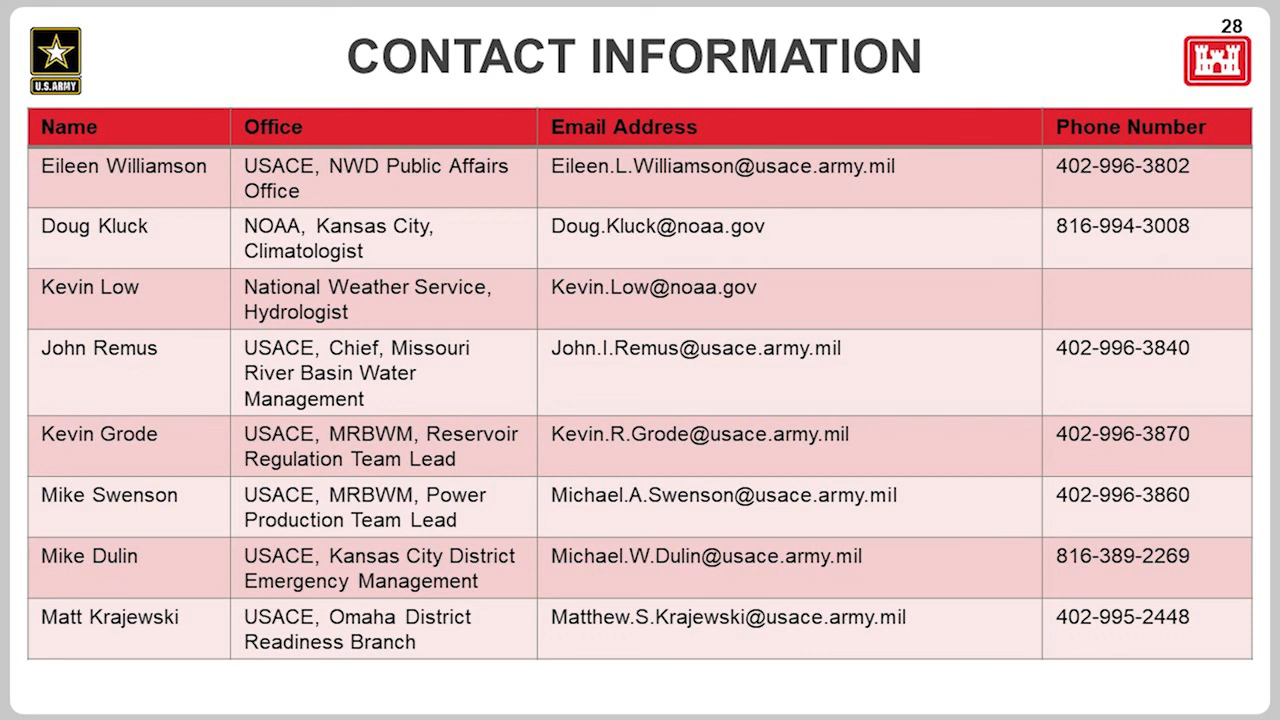 28
CONTACT INFORMATION
U.S.ARMY
Name Office Email Address Phone Number
Eileen Williamson USACE, NWD Public Affairs Eileen.L.Williamson@usace.army.mil 402-996-3802
Office
Doug Kluck NOAA, Kansas City, Doug.Kluck@noaa.gov 816-994-3008
Climatologist
Kevin Low National Weather Service, Kevin.Low@noaa.gov
Hydrologist
John Remus USACE, Chief, Missouri John.I.Remus@usace.army.mil 402-996-3840
River Basin Water
Management
Kevin Grode USACE, MRBWM, Reservoir Kevin.R.Grode@usace.army.mil 402-996-3870
Regulation Team Lead
Mike Swenson USACE, MRBWM, Power Michael.A.Swenson@usace.army.mil 402-996-3860
Production Team Lead
Mike Dulin USACE, Kansas City District Michael.W.Dulin@usace.army.mil 816-389-2269
Emergency Management
Matt Krajewski USACE, Omaha District Matthew.S.Krajewski@usace.army.mil 402-995-2448
Readiness Branch